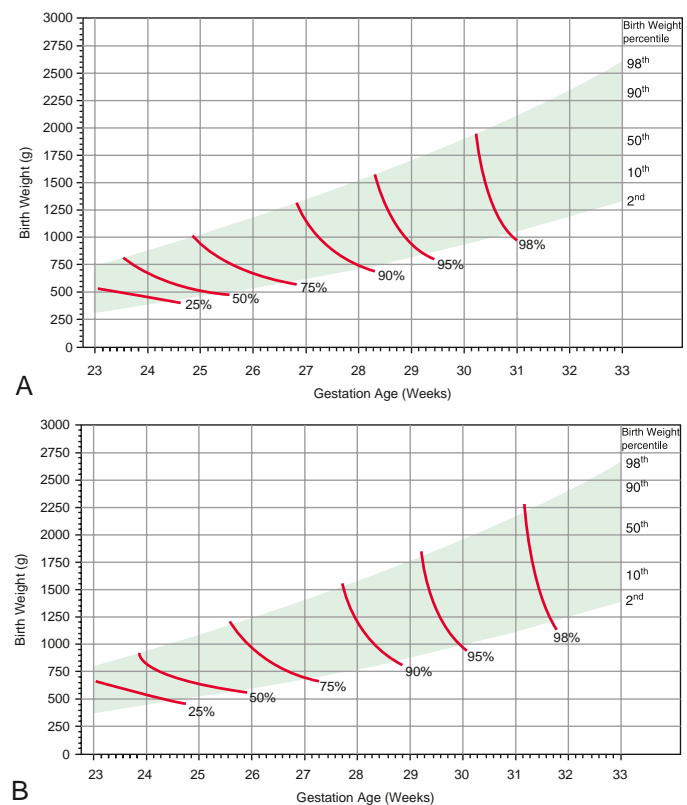 3000
2750
2500
2250
2000
1750
1500
1250
1000
750
500
250
0
Birth Weight (g)
Birth Weight
percentile
98th
90th
50th
10th
2nd
25%
50%
75%
90%
95%
98%
23 24 25 26 27 28 29 30 31 32 33
Gestation Age (Weeks)
A
3000
2750
2500
2250
2000
1750
1500
1250
1000
750
500
250
0
Birth Weight (g)
Birth Weight
percentile
98th
90th
50th
10th
2nd
25%
50%
75%
90%
95%
98%
23 24 25 26 27 28 29 30 31 32 33
Gestation Age (Weeks)
B